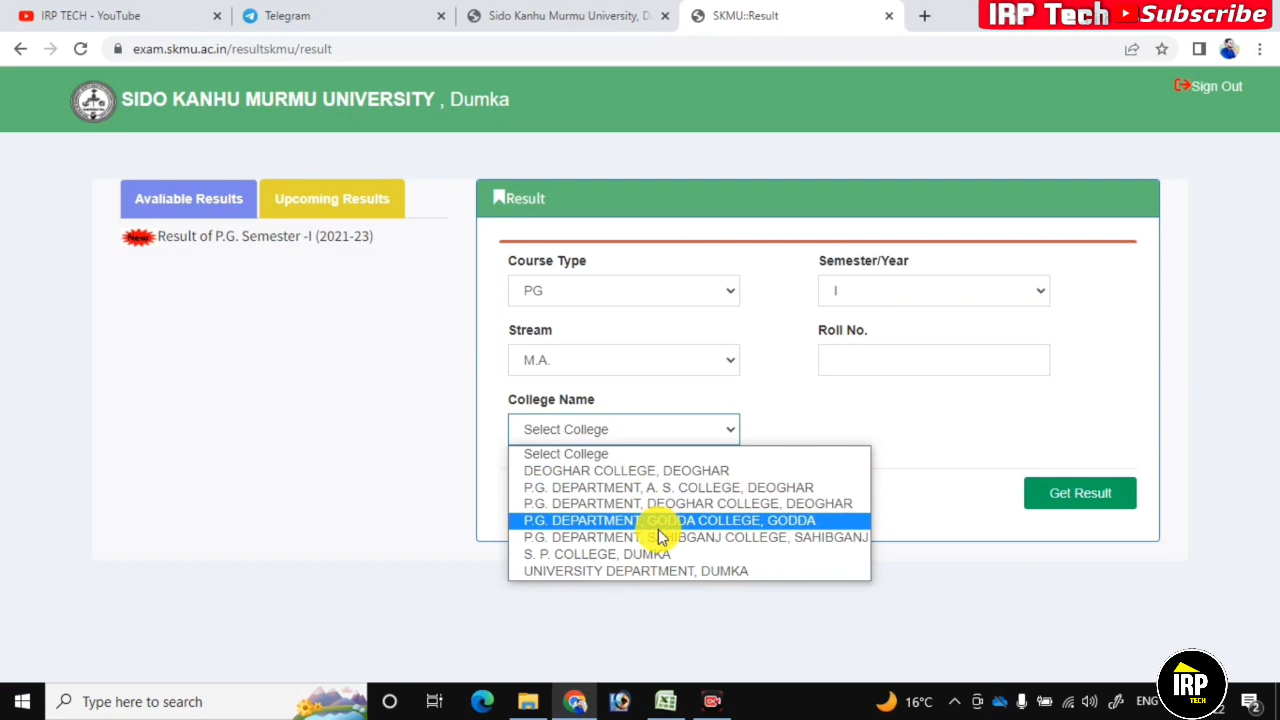 IRP TECH - YouTube
Telegram
Sido Kanhu Murmu University, D
SKMU::Result
IRP Tech Subscribe
exam.skmu.ac.in/resultskmu/result
SIDO KANHU MURMU UNIVERSITY , Dumka
Sign Out
Avaliable Results
Upcoming Results
New Result of P.G. Semester -I (2021-23)
Result
Course Type
Semester/Year
PG
I
Stream
Roll No.
M.A.
College Name
Select College
Select College
DEOGHAR COLLEGE, DEOGHAR
P.G. DEPARTMENT, A. S. COLLEGE, DEOGHAR
P.G. DEPARTMENT, DEOGHAR COLLEGE, DEOGHAR
P.G. DEPARTMENT, GODDA COLLEGE, GODDA
P.G. DEPARTMENT, SAHIBGANJ COLLEGE, SAHIBGANJ
S. P. COLLEGE, DUMKA
UNIVERSITY DEPARTMENT, DUMKA
Get Result
Type here to search
16°C
ENG
2
IRP
TECH